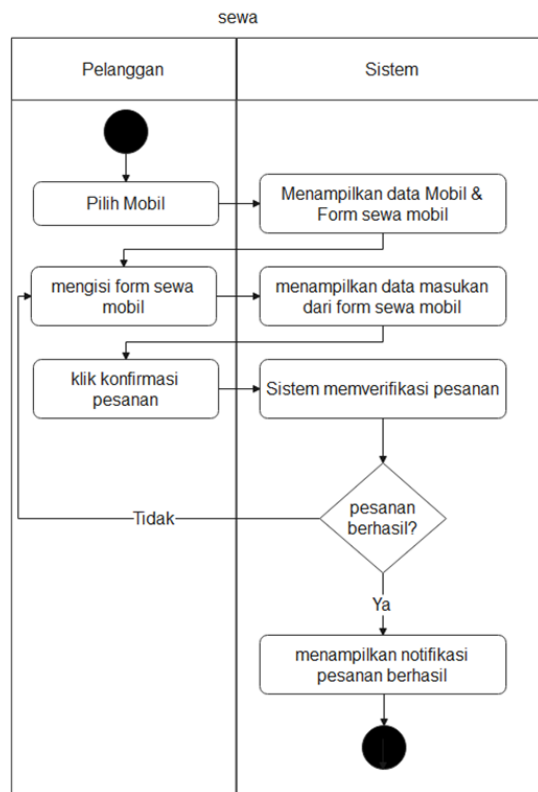 sewa
Pelanggan
Sistem
Pilih Mobil
Menampilkan data Mobil &
Form sewa mobil
mengisi form sewa
mobil
menampilkan data masukan
dari form sewa mobil
klik konfirmasi
pesanan
Sistem memverifikasi pesanan
pesanan
berhasil?
Tidak
Ya
menampilkan notifikasi
pesanan berhasil